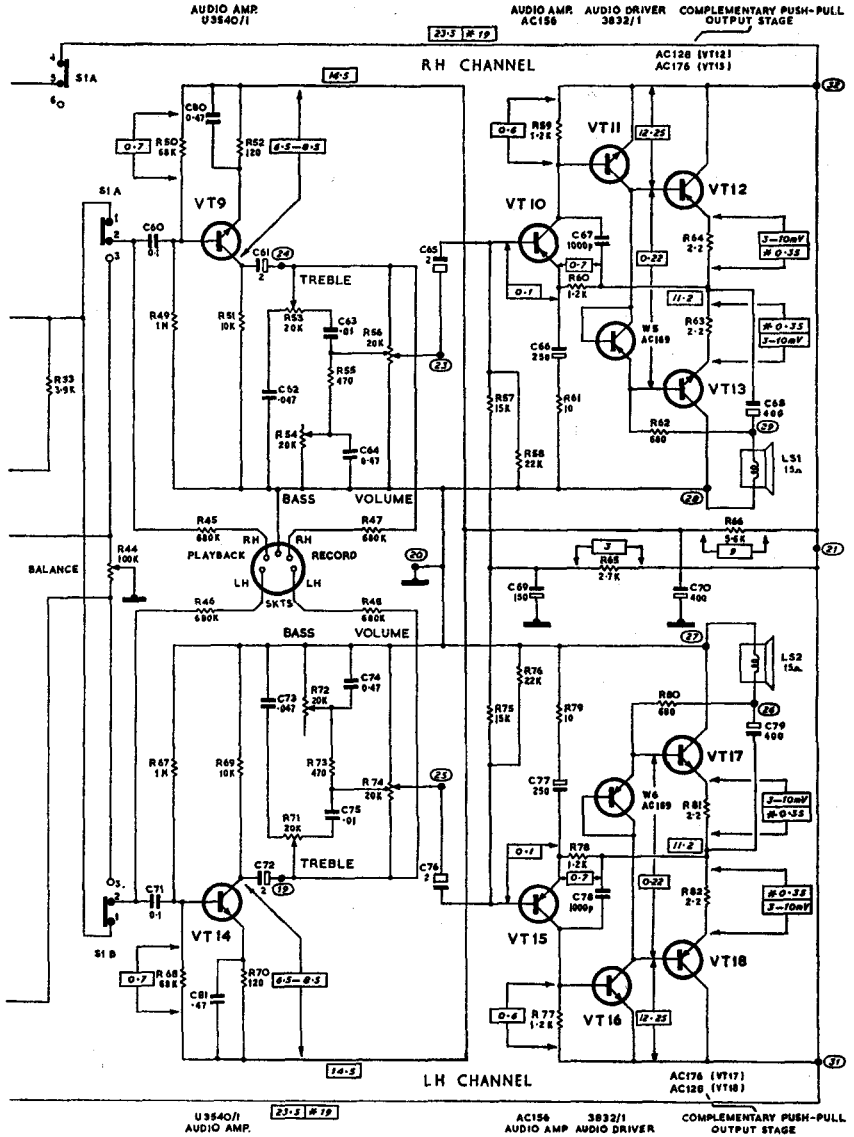 AUDIO AMP.
U3540/1
AUDIO AMP.
AC156
AUDIO DRIVER
3832/1
COMPLEMENTARY PUSH-PULL
OUTPUT STAGE
AC128 (VT12)
AC176 (VT13)
23·5 # 19
RH CHANNEL
4
5
6
S1A
14·5
32
C80
0·47
R50
68K
R52
120
0·7
6·5—8·5
0·6
R59
1·2K
VT11
12·25
S1A
1
2
3
VT9
C60
0·1
C61
2
24
TREBLE
C65
2
VT10
VT12
C67
1000p
R64
2·2
3—10mV
# 0·35
0·22
0·7
R60
1·2K
0·1
11·2
R49
1M
R51
10K
R53
20K
C63
·01
R56
20K
23
C66
250
W5
AC169
R63
2·2
# 0·35
3—10mV
R33
3·9K
C62
·047
R55
470
VT13
R57
15K
R61
10
C68
400
R54
20K
C64
0·47
R58
22K
R62
680
29
LS1
15Ω
BASS
VOLUME
28
R45
680K
R47
680K
RH
RH
PLAYBACK
RECORD
LH
LH
SKTS
20
R66
5·6K
9
21
3
R65
2·7K
R44
100K
BALANCE
C69
150
C70
400
R46
680K
R48
680K
BASS
VOLUME
27
LS2
15Ω
C73
·047
R72
20K
C74
0·47
R76
22K
R75
15K
R79
10
R80
680
26
C79
400
R67
1M
R69
10K
R73
470
R74
20K
25
C77
250
W6
AC169
VT17
R81
2·2
3—10mV
# 0·35
R71
20K
C75
·01
0·1
R78
1·2K
11·2
TREBLE
C72
2
19
C76
2
0·7
0·22
C78
1000p
R82
2·2
# 0·35
3—10mV
3.
2
1
C71
0·1
VT14
VT15
VT18
S1B
0·7
R68
68K
C81
·47
R70
120
6·5—8·5
0·6
R77
1·2K
VT16
12·25
14·5
31
LH CHANNEL
AC176 (VT17)
AC128 (VT18)
23·5 # 19
U3540/1
AUDIO AMP.
AC156
AUDIO AMP
3832/1
AUDIO DRIVER
COMPLEMENTARY PUSH-PULL
OUTPUT STAGE